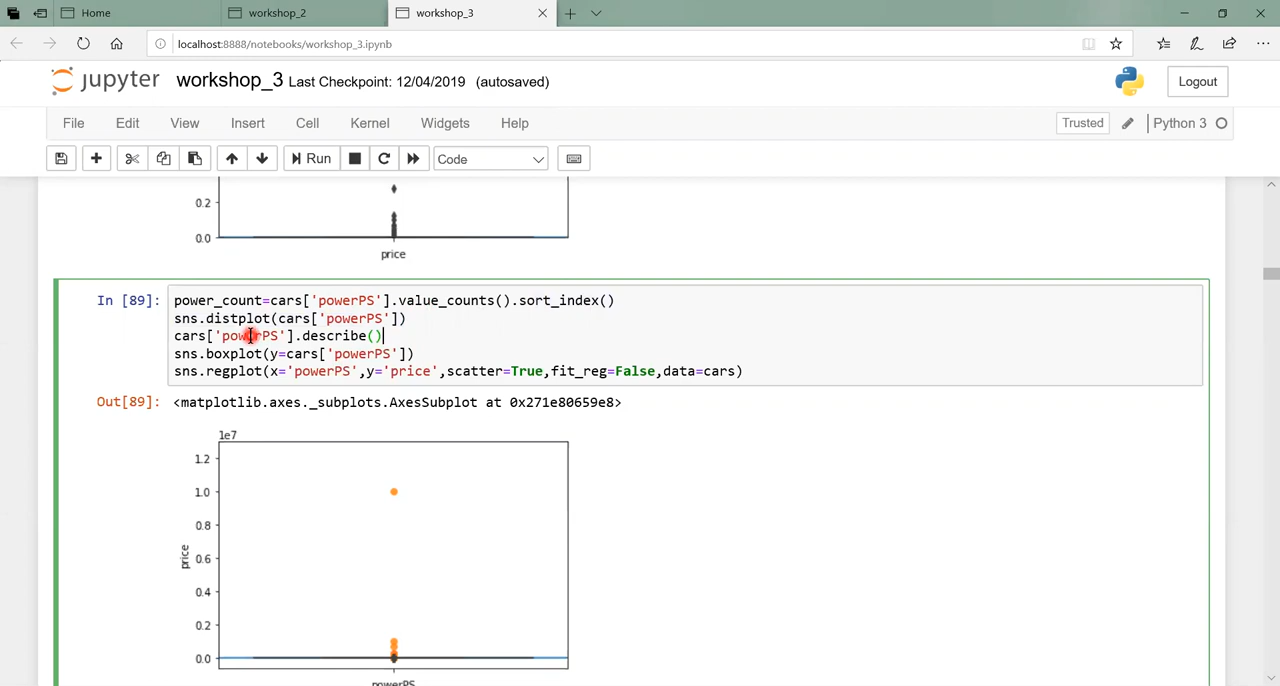 Home
workshop_2
workshop_3
localhost:8888/notebooks/workshop_3.ipynb
jupyter workshop_3 Last Checkpoint: 12/04/2019 (autosaved)
Logout
File Edit View Insert Cell Kernel Widgets Help
Trusted
Python 3
Run
Code
0.2
0.0
price
In [89]:
power_count=cars['powerPS'].value_counts().sort_index()
sns.distplot(cars['powerPS'])
cars['powerPS'].describe()
sns.boxplot(y=cars['powerPS'])
sns.regplot(x='powerPS',y='price',scatter=True,fit_reg=False,data=cars)
Out[89]: <matplotlib.axes._subplots.AxesSubplot at 0x271e80659e8>
1e7
1.2
1.0
0.8
price
0.6
0.4
0.2
0.0
powerPS